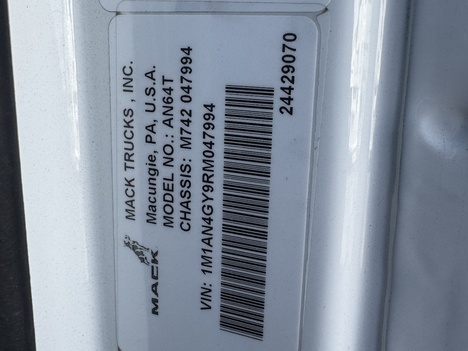 MACK
MACK TRUCKS , INC.
Macungie, PA, U.S.A.
MODEL NO.: AN64T
CHASSIS: M742 047994
VIN: 1M1AN4GY9RM047994
24429070